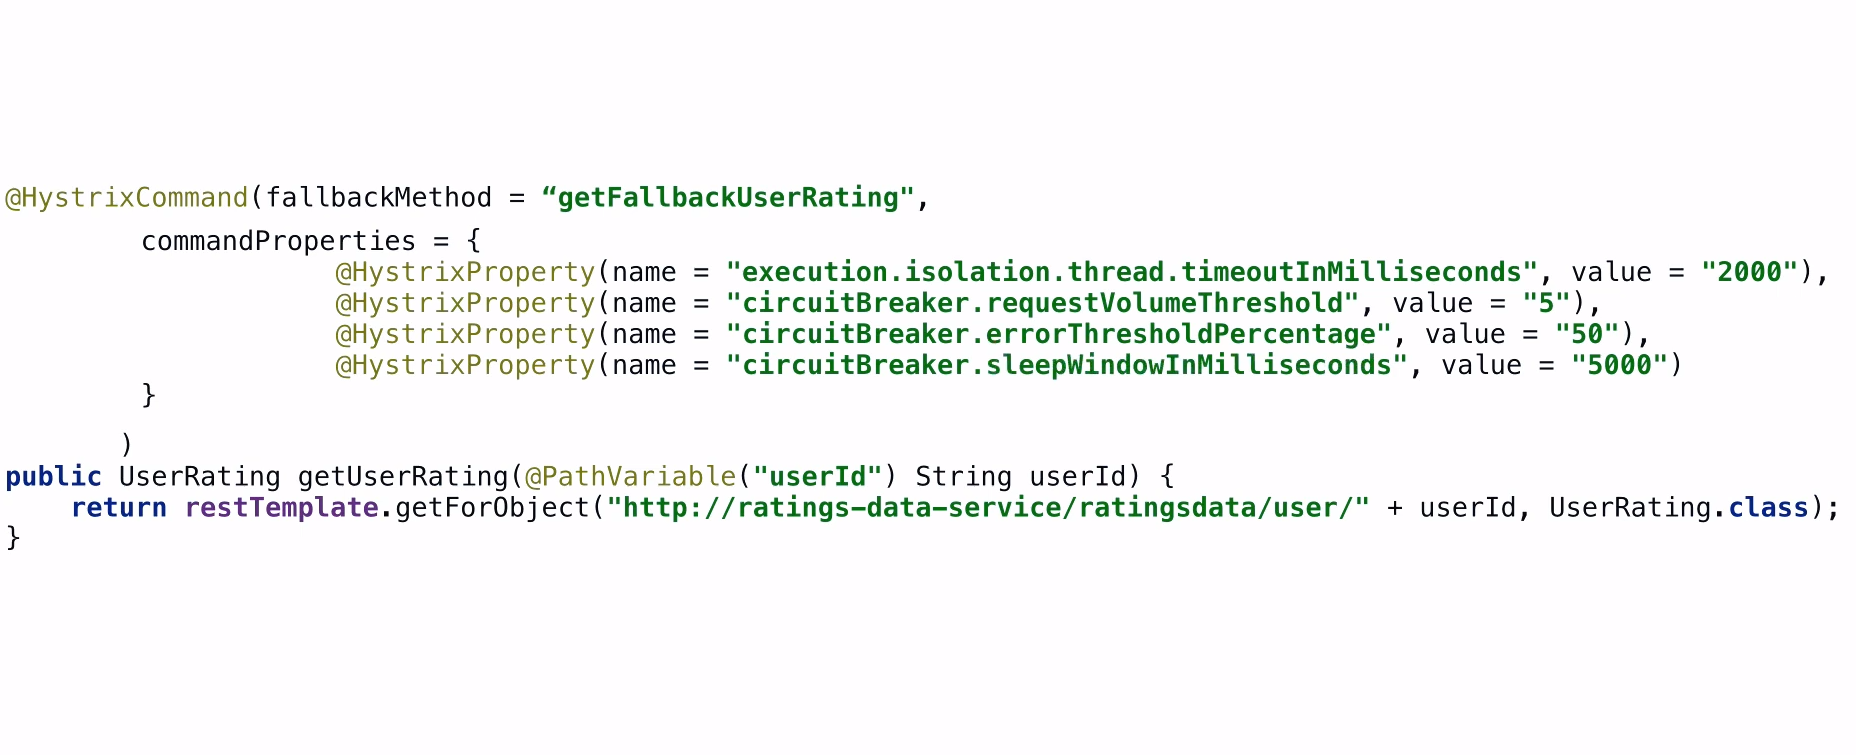 @HystrixCommand(fallbackMethod = “getFallbackUserRating",
commandProperties = {
@HystrixProperty(name = "execution.isolation.thread.timeoutInMilliseconds", value = "2000"),
@HystrixProperty(name = "circuitBreaker.requestVolumeThreshold", value = "5"),
@HystrixProperty(name = "circuitBreaker.errorThresholdPercentage", value = "50"),
@HystrixProperty(name = "circuitBreaker.sleepWindowInMilliseconds", value = "5000")
}
)
public UserRating getUserRating(@PathVariable("userId") String userId) {
return restTemplate.getForObject("http://ratings-data-service/ratingsdata/user/" + userId, UserRating.class);
}